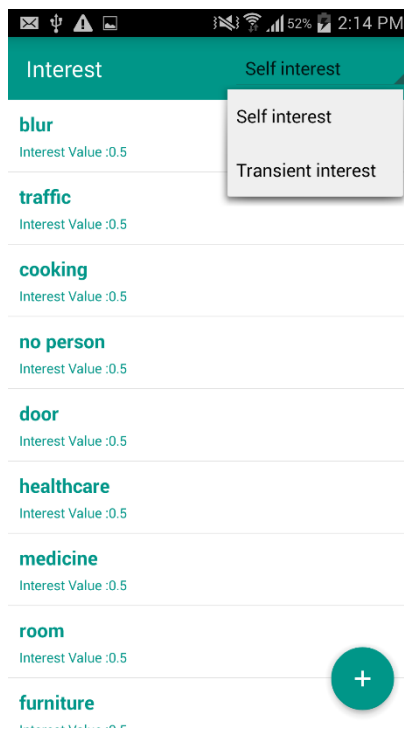 52% 2:14 PM
Interest Self interest
Self interest
Transient interest
blur
Interest Value :0.5
traffic
Interest Value :0.5
cooking
Interest Value :0.5
no person
Interest Value :0.5
door
Interest Value :0.5
healthcare
Interest Value :0.5
medicine
Interest Value :0.5
room
Interest Value :0.5
+
furniture